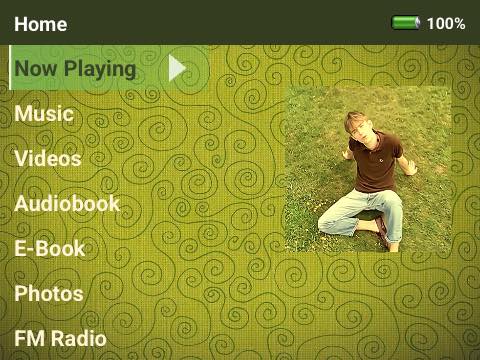 Home
100%
Now Playing
Music
Videos
Audiobook
E-Book
Photos
FM Radio